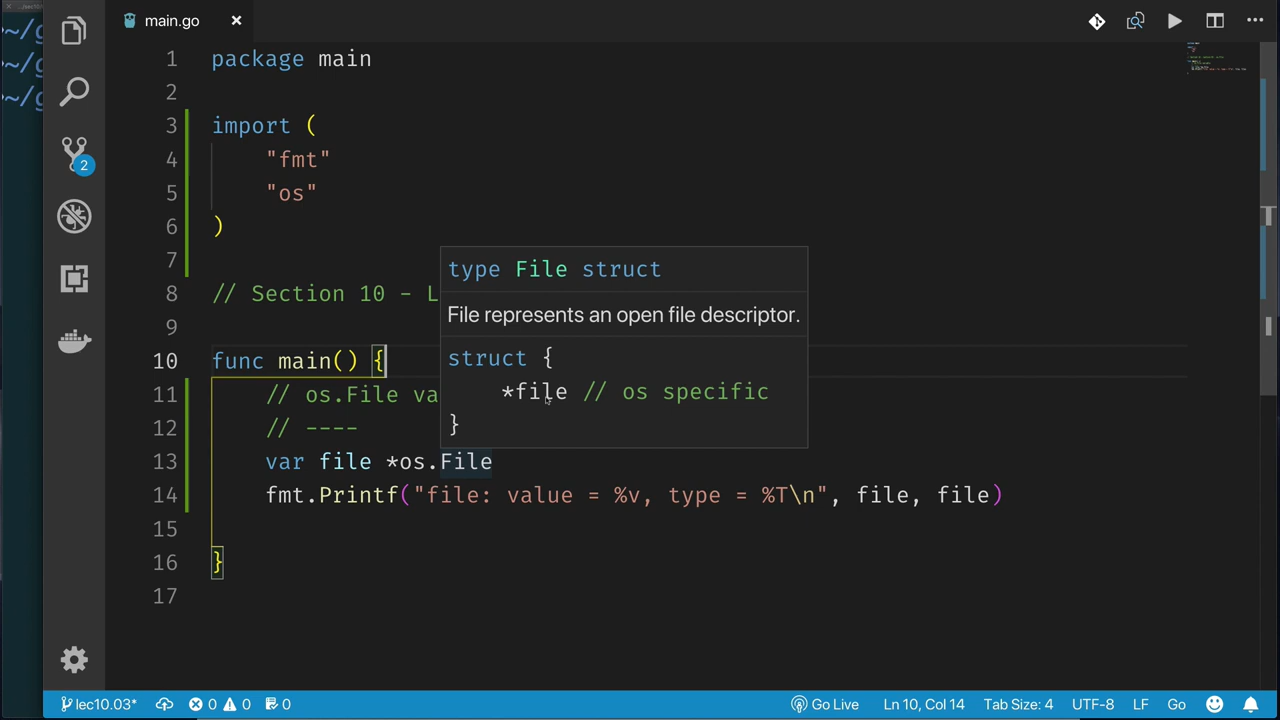 main.go
1 package main
2
3 import (
4 "fmt"
5 "os"
6 )
7
8 // Section 10 - L
9
10 func main() {
11 // os.File va
12 // ----
13 var file *os.File
14 fmt.Printf("file: value = %v, type = %T\n", file, file)
15
16 }
17
type File struct
File represents an open file descriptor.
struct {
*file // os specific
}
~/g
~/g
~/g
2
lec10.03* 0 0 0 Go Live Ln 10, Col 14 Tab Size: 4 UTF-8 LF Go